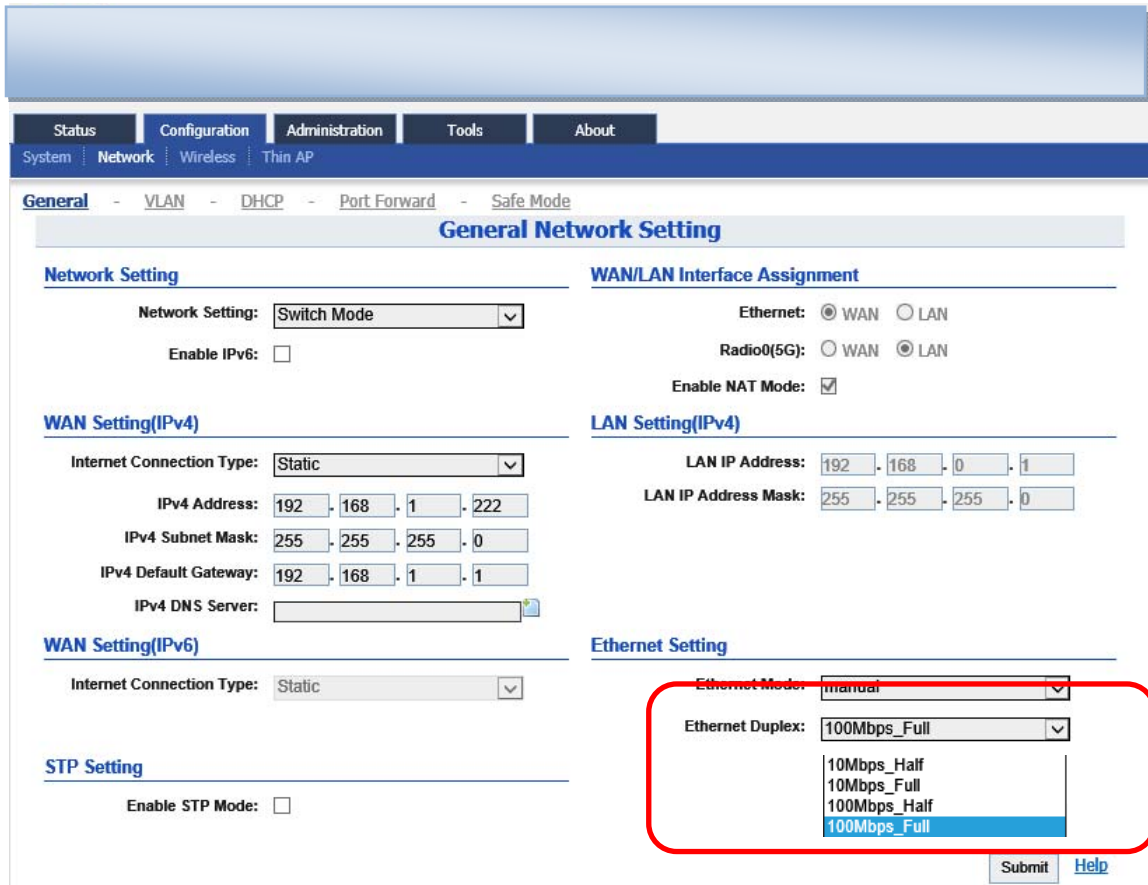 Status Configuration Administration Tools About
System Network Wireless Thin AP
General - VLAN - DHCP - Port Forward - Safe Mode
General Network Setting
Network Setting
Network Setting: Switch Mode
Enable IPv6:
WAN/LAN Interface Assignment
Ethernet: WAN LAN
Radio0(5G): WAN LAN
Enable NAT Mode:
WAN Setting(IPv4)
Internet Connection Type: Static
IPv4 Address: 192 . 168 . 1 . 222
IPv4 Subnet Mask: 255 . 255 . 255 . 0
IPv4 Default Gateway: 192 . 168 . 1 . 1
IPv4 DNS Server:
LAN Setting(IPv4)
LAN IP Address: 192 . 168 . 0 . 1
LAN IP Address Mask: 255 . 255 . 255 . 0
WAN Setting(IPv6)
Internet Connection Type: Static
Ethernet Setting
Ethernet Mode: manual
Ethernet Duplex: 100Mbps_Full
10Mbps_Half
10Mbps_Full
100Mbps_Half
100Mbps_Full
STP Setting
Enable STP Mode:
Submit Help